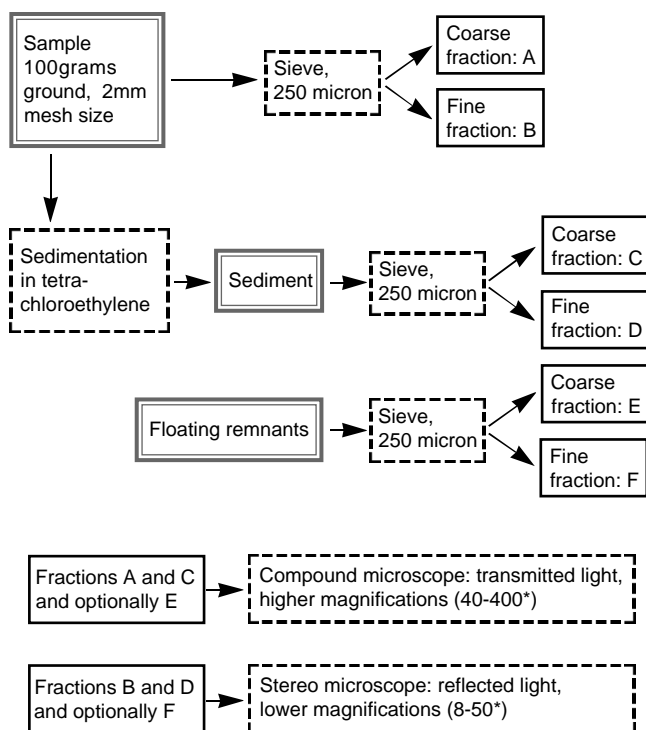 Sample
100grams
ground, 2mm
mesh size
Sieve,
250 micron
Coarse
fraction: A
Fine
fraction: B
Sedimentation
in tetra-
chloroethylene
Sediment
Sieve,
250 micron
Coarse
fraction: C
Fine
fraction: D
Floating remnants
Sieve,
250 micron
Coarse
fraction: E
Fine
fraction: F
Fractions A and C
and optionally E
Compound microscope: transmitted light,
higher magnifications (40-400*)
Fractions B and D
and optionally F
Stereo microscope: reflected light,
lower magnifications (8-50*)